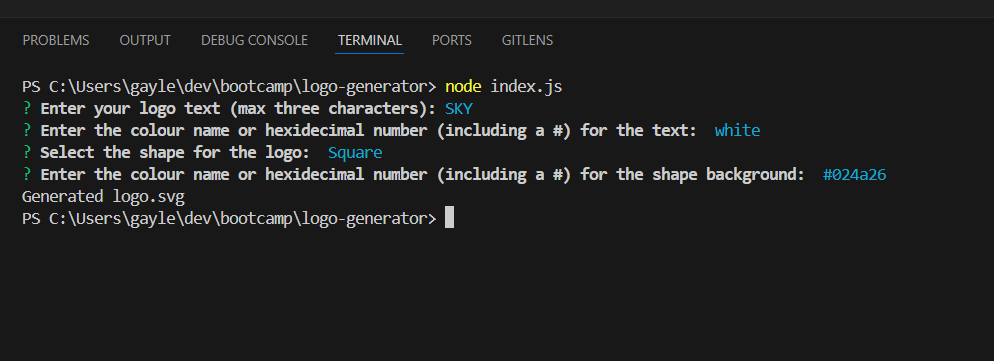 PROBLEMS OUTPUT DEBUG CONSOLE TERMINAL PORTS GITLENS
PS C:\Users\gayle\dev\bootcamp\logo-generator> node index.js
? Enter your logo text (max three characters): SKY
? Enter the colour name or hexidecimal number (including a #) for the text: white
? Select the shape for the logo: Square
? Enter the colour name or hexidecimal number (including a #) for the shape background: #024a26
Generated logo.svg
PS C:\Users\gayle\dev\bootcamp\logo-generator>